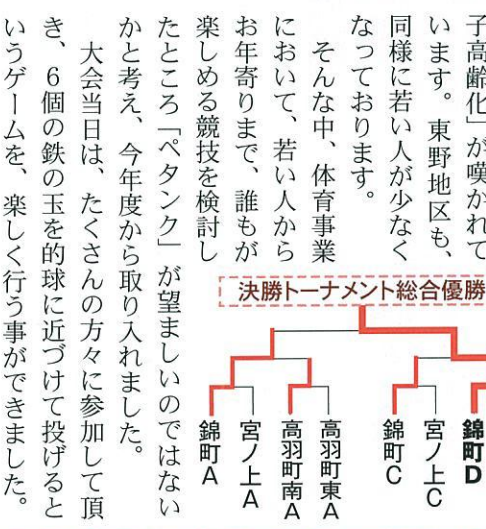 子高齢化」が嘆かれて
います。東野地区も、
同様に若い人が少なく
なっております。
そんな中、体育事業
において、若い人から
お年寄りまで、誰もが
楽しめる競技を検討し
たところ「ペタンク」が望ましいのではない
かと考え、今年度から取り入れました。
大会当日は、たくさんの方々に参加して頂
き、6個の鉄の玉を的球に近づけて投げると
いうゲームを、楽しく行う事ができました。
決勝トーナメント総合優勝
錦町D
宮ノ上C
錦町C
高羽町東A
高羽町南A
宮ノ上A
錦町A